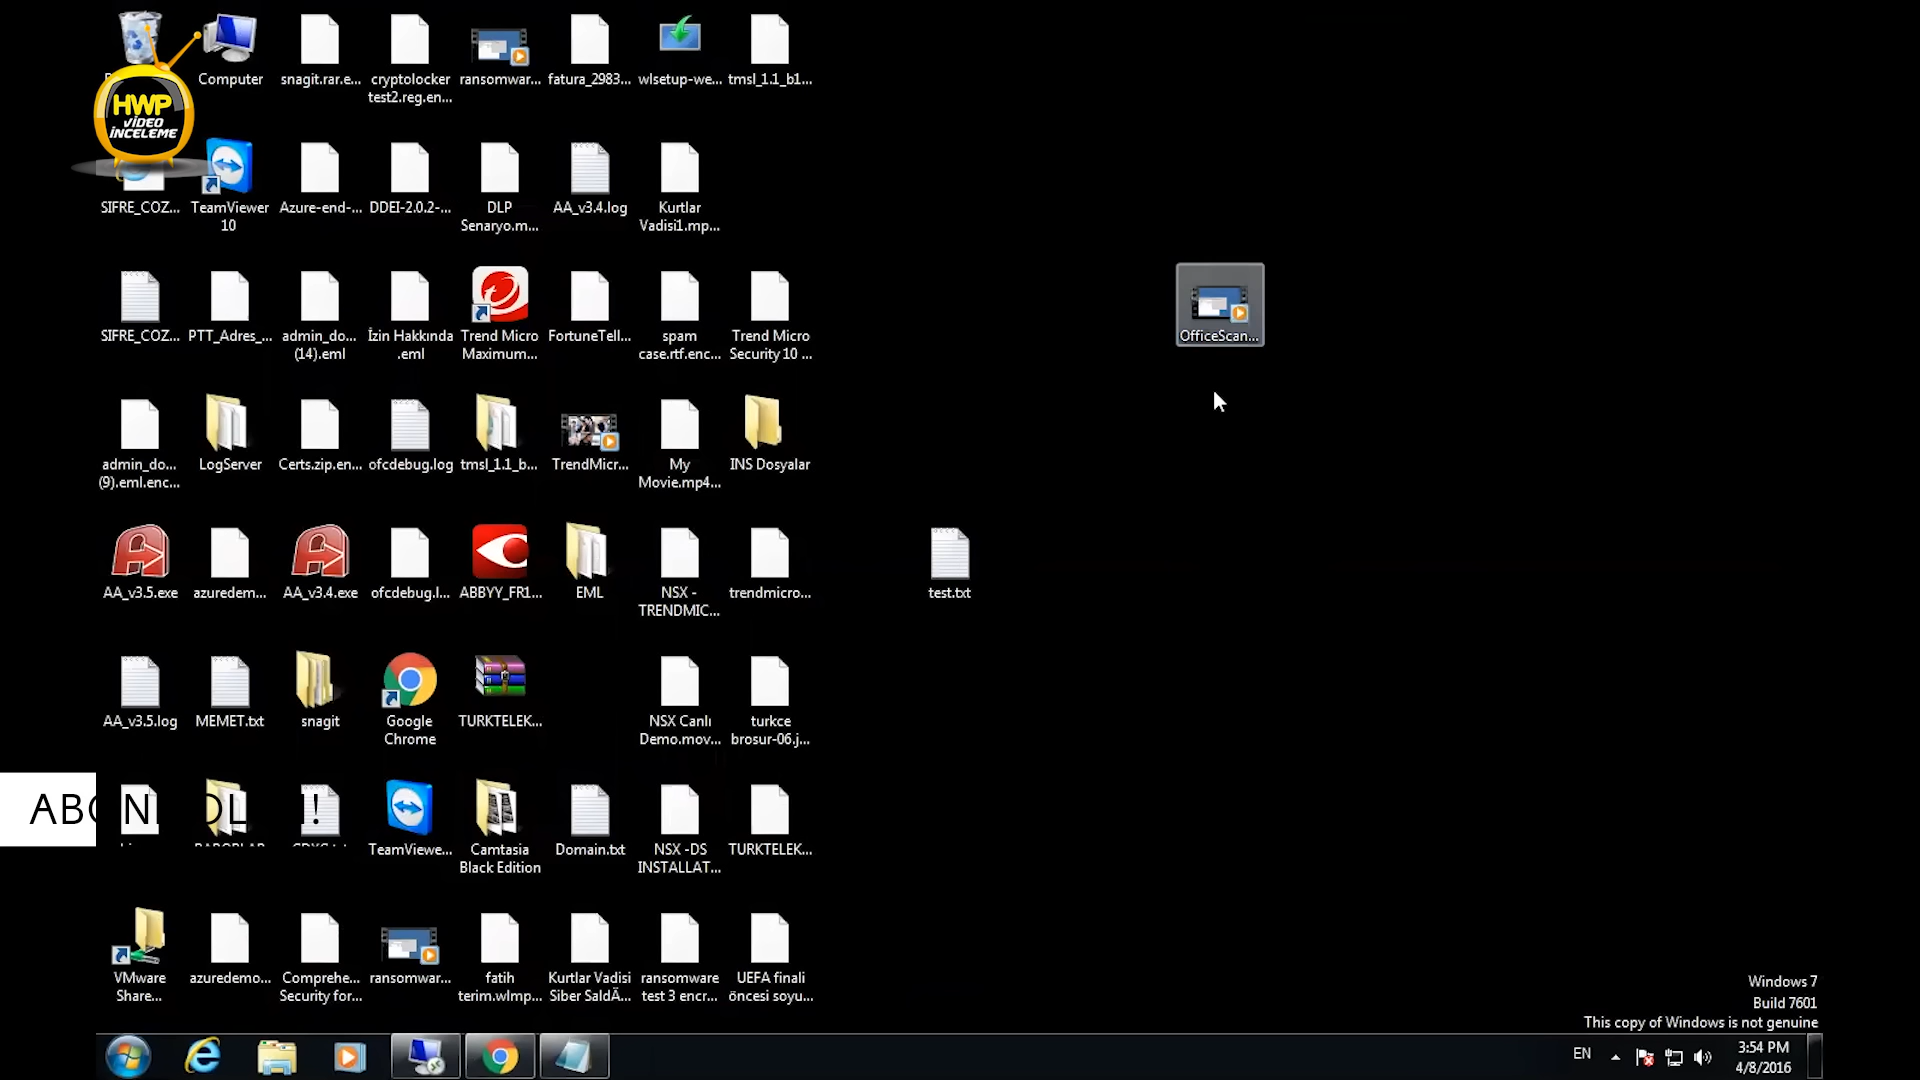 HWP
VİDEO
İNCELEME
Computer
snagit.rar.e...
cryptolocker
test2.reg.en...
ransomwar...
fatura_2983...
wlsetup-we...
tmsl_1.1_b1...
SIFRE_COZ...
TeamViewer
10
Azure-end-...
DDEI-2.0.2-...
DLP
Senaryo.m...
AA_v3.4.log
Kurtlar
Vadisi1.mp...
SIFRE_COZ...
PTT_Adres_...
admin_do...
(14).eml
İzin Hakkında
.eml
Trend Micro
Maximum...
FortuneTell...
spam
case.rtf.enc...
Trend Micro
Security 10 ...
OfficeScan...
admin_do...
(9).eml.enc...
LogServer
Certs.zip.en...
ofcdebug.log
tmsl_1.1_b...
TrendMicr...
My
Movie.mp4...
INS Dosyalar
AA_v3.5.exe
azuredem...
AA_v3.4.exe
ofcdebug.l...
ABBYY_FR1...
EML
NSX -
TRENDMIC...
trendmicro...
test.txt
AA_v3.5.log
MEMET.txt
snagit
Google
Chrome
TURKTELEK...
NSX Canlı
Demo.mov...
turkce
brosur-06.j...
TeamViewe...
Camtasia
Black Edition
Domain.txt
NSX -DS
INSTALLAT...
TURKTELEK...
VMware
Share...
azuredemo...
Comprehe...
Security for...
ransomwar...
fatih
terim.wlmp...
Kurtlar Vadisi
Siber SaldÄ...
ransomware
test 3 encr...
UEFA finali
öncesi soyu...
Windows 7
Build 7601
This copy of Windows is not genuine
EN
3:54 PM
4/8/2016